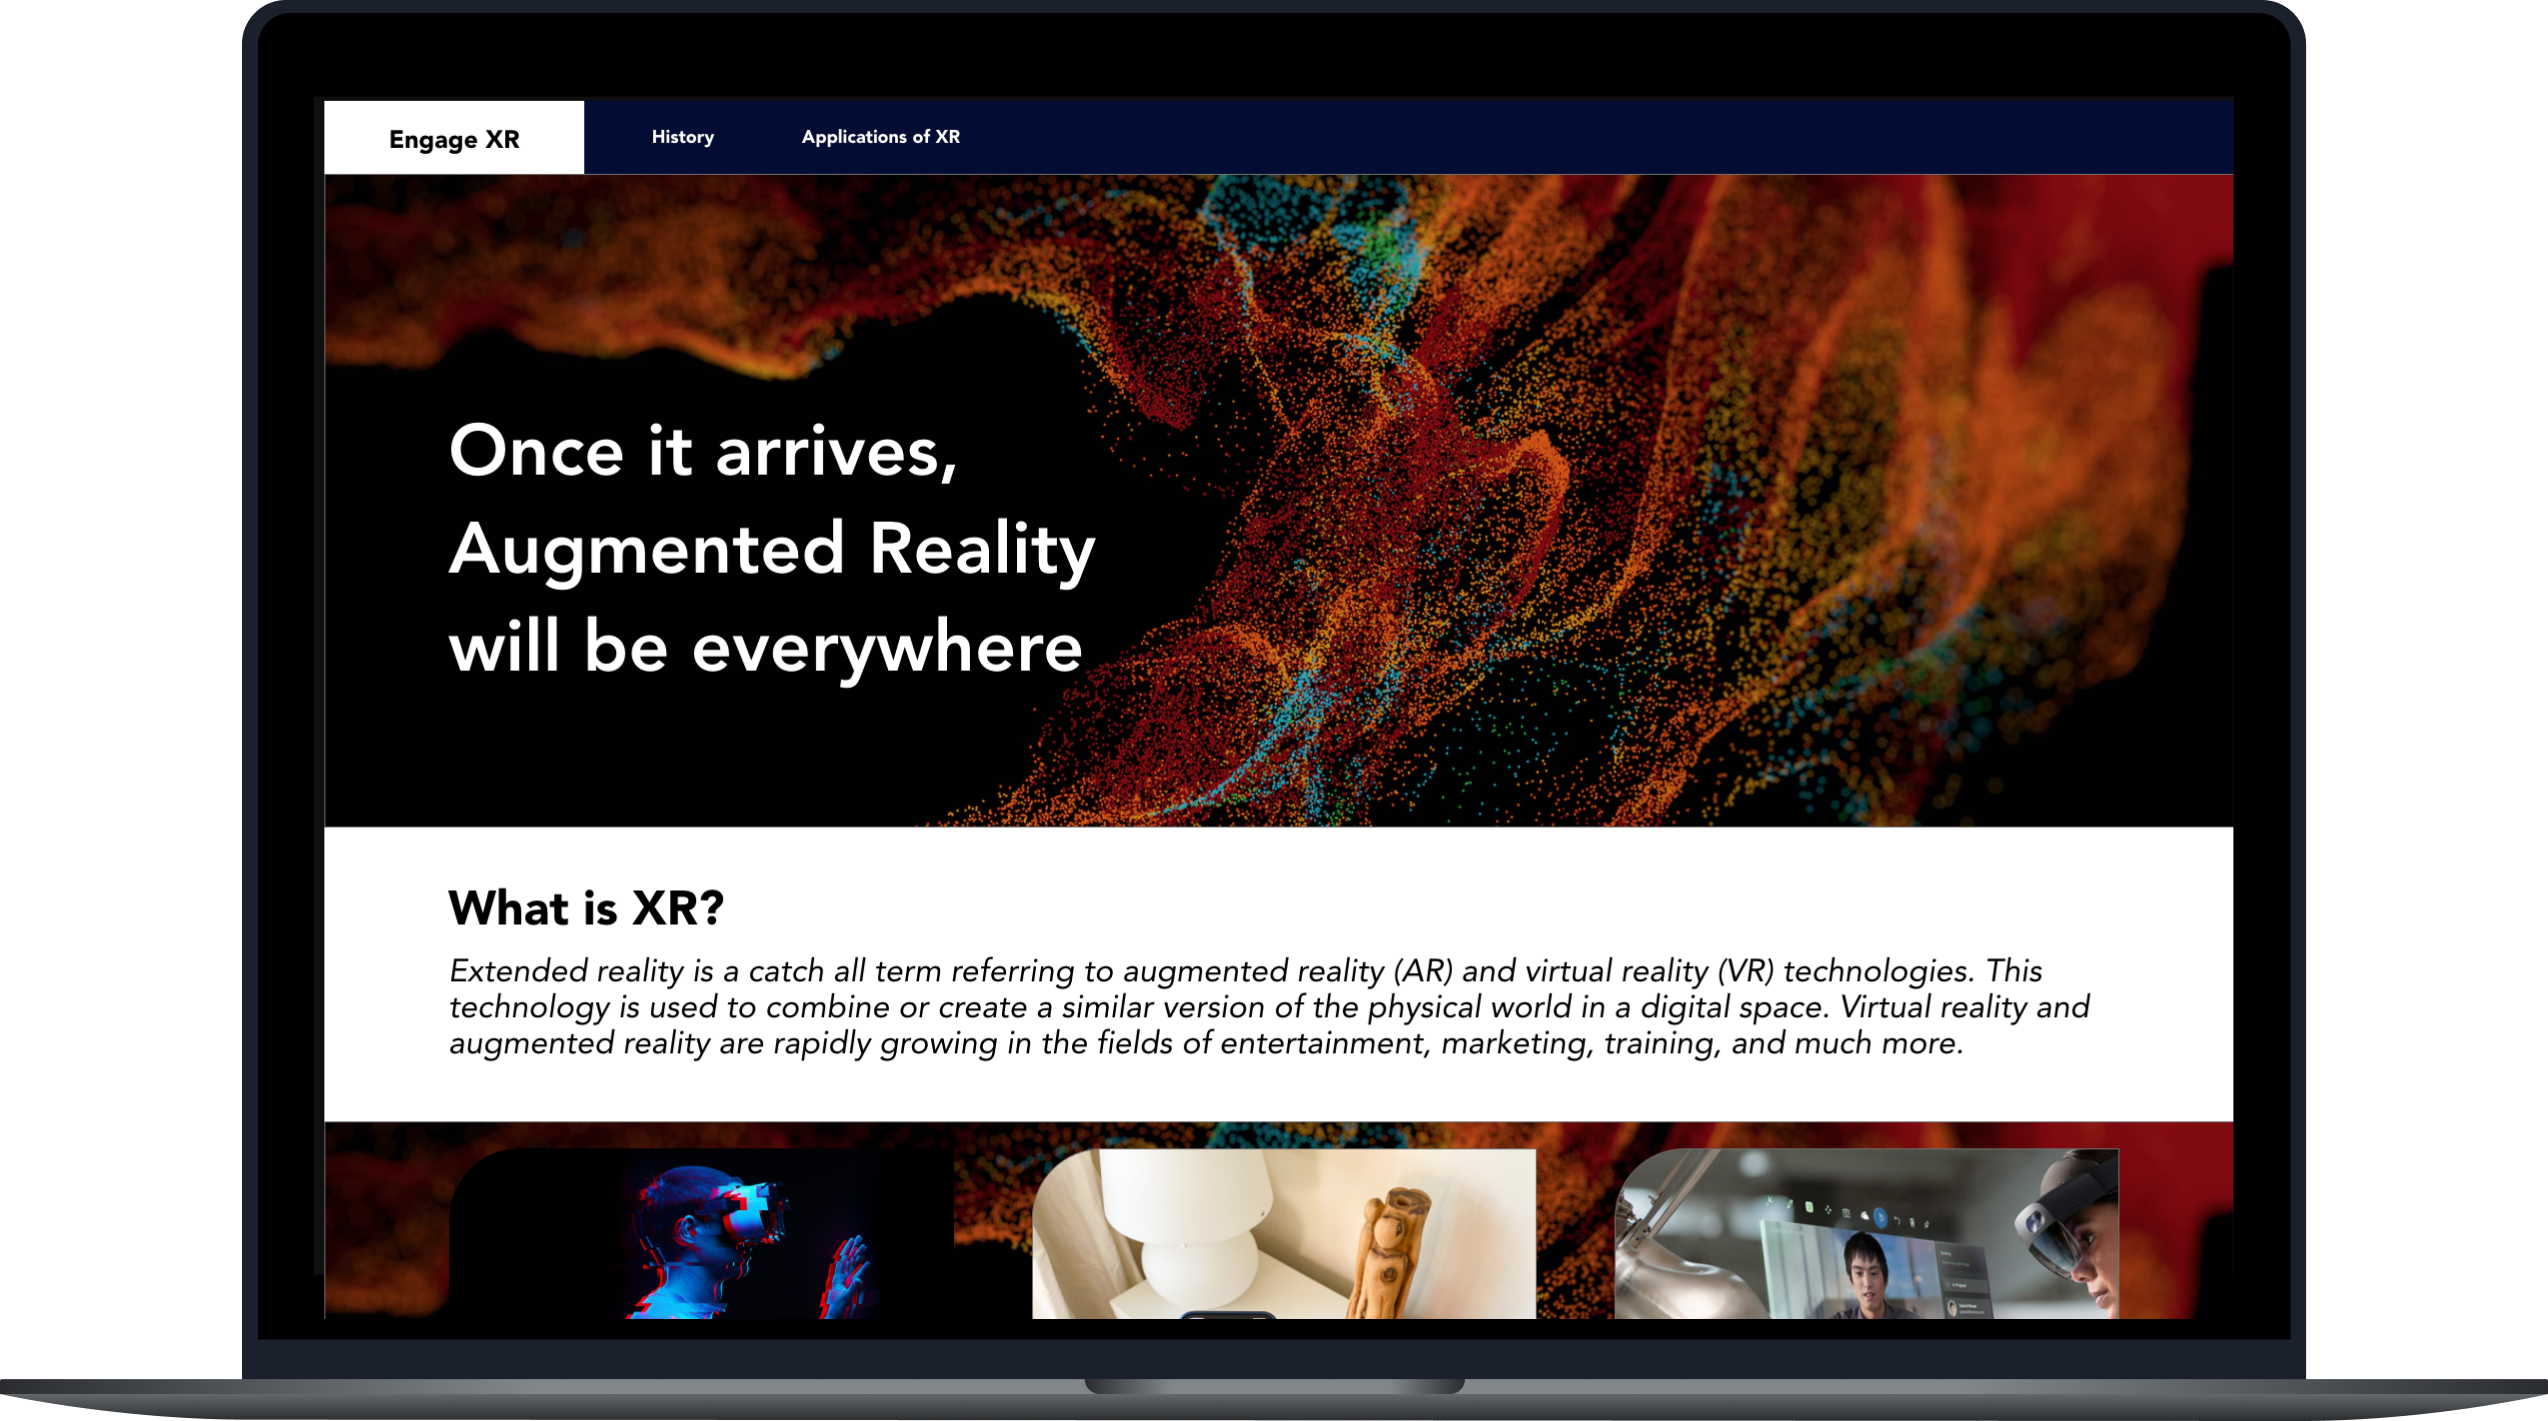 Engage XR
History
Applications of XR
Once it arrives,
Augmented Reality
will be everywhere
What is XR?
Extended reality is a catch all term referring to augmented reality (AR) and virtual reality (VR) technologies. This
technology is used to combine or create a similar version of the physical world in a digital space. Virtual reality and
augmented reality are rapidly growing in the fields of entertainment, marketing, training, and much more.